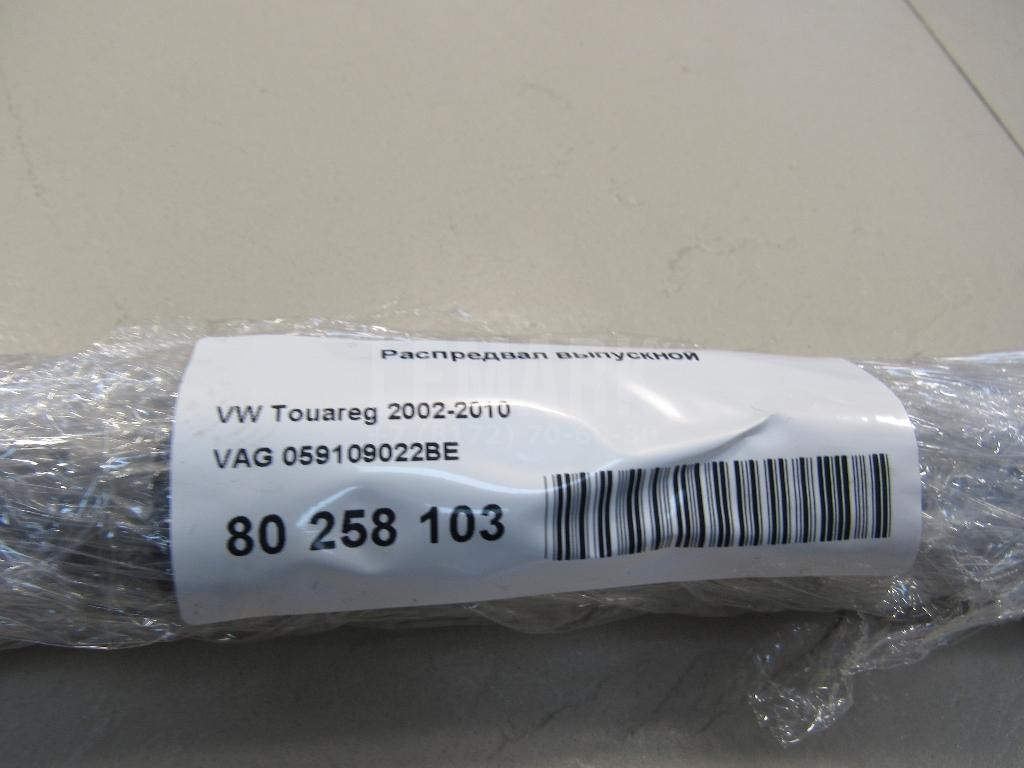 Распредвал выпускной
VW Touareg 2002-2010
VAG 059109022BE
80 258 103